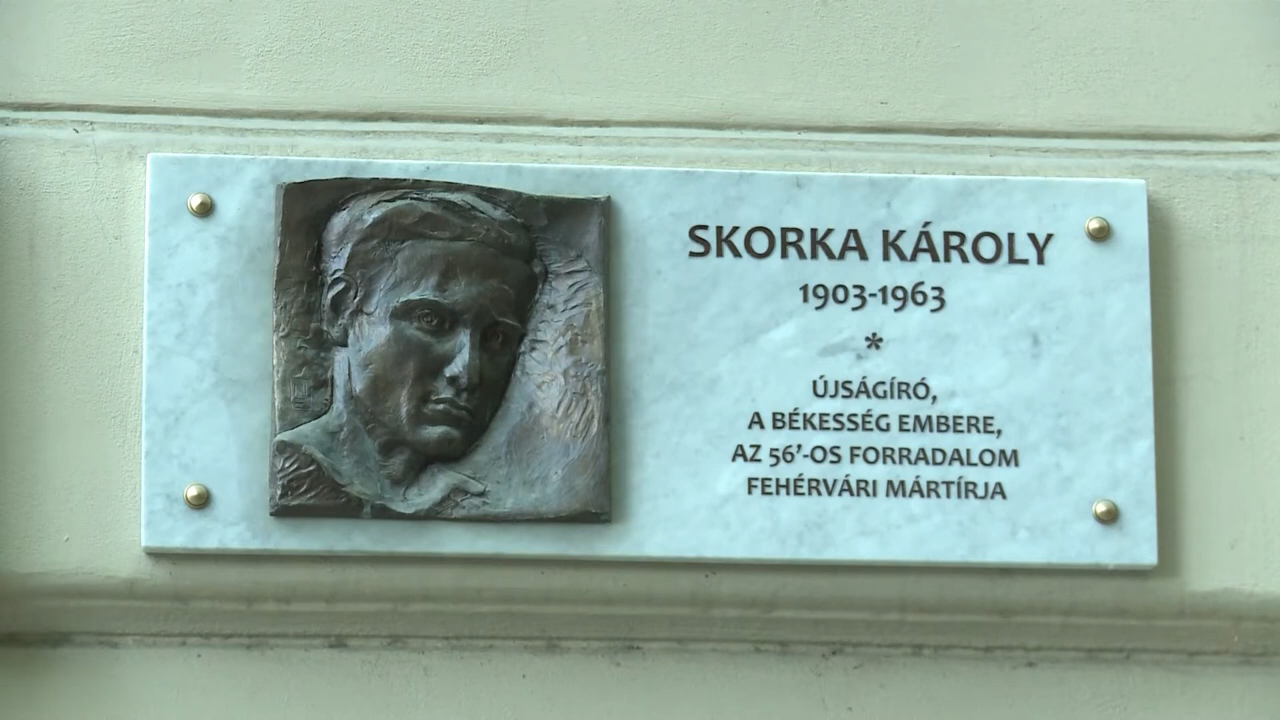 SKORKA KÁROLY
1903-1963
*
ÚJSÁGÍRÓ,
A BÉKESSÉG EMBERE,
AZ 56'-OS FORRADALOM
FEHÉRVÁRI MÁRTÍRJA